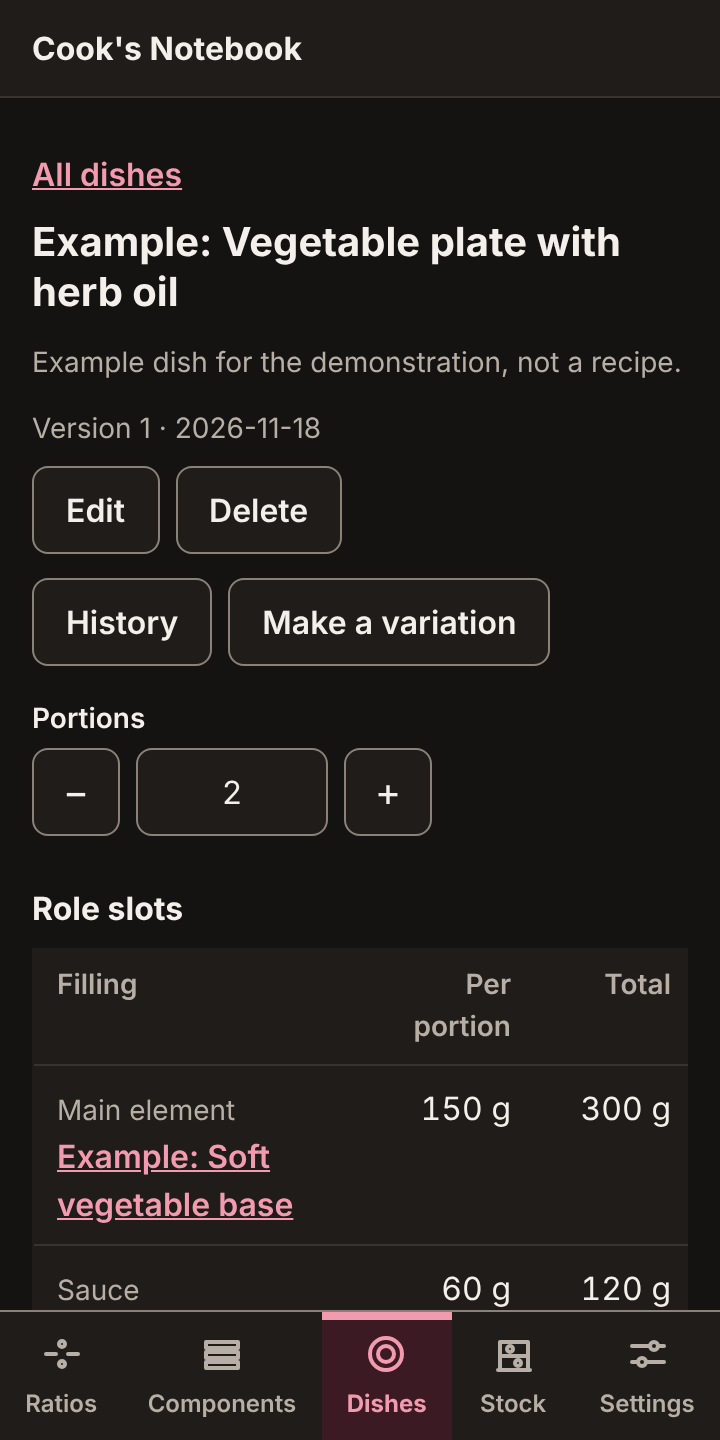 Cook's Notebook
All dishes
Example: Vegetable plate with
herb oil
Example dish for the demonstration, not a recipe.
Version 1 · 2026-11-18
Edit
Delete
History
Make a variation
Portions
− 2 +
Role slots
Filling Per portion Total
Main element 150 g 300 g
Example: Soft
vegetable base
Sauce 60 g 120 g
Ratios Components Dishes Stock Settings